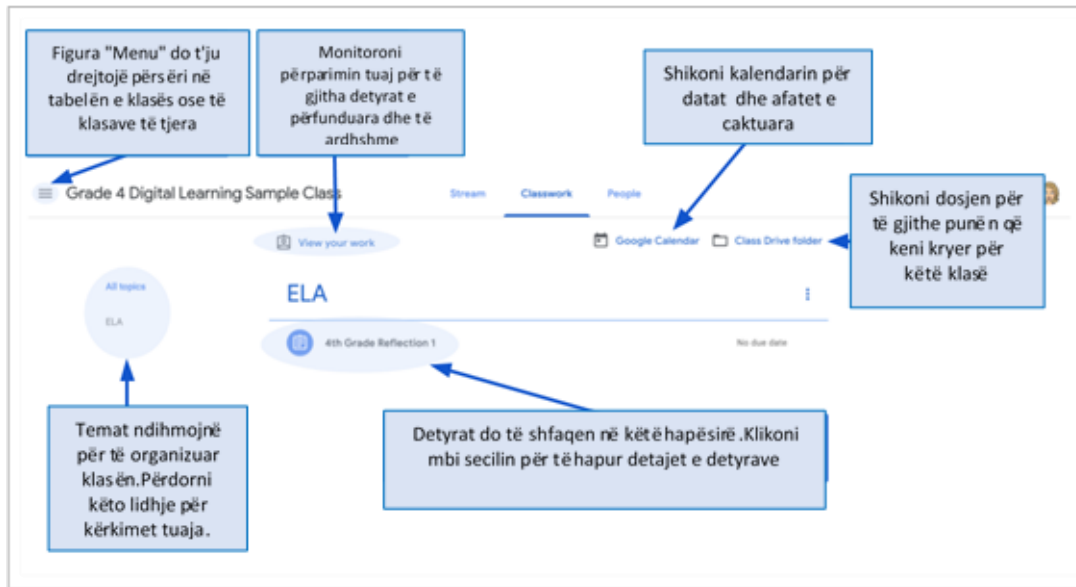 Figura "Menu" do t'ju
drejtojë përsëri në
tabelën e klasës ose të
klasave të tjera
Monitoroni
përparimin tuaj për të
gjitha detyrat e
përfunduara dhe të
ardhshme
Shikoni kalendarin për
datat dhe afatet e
caktuara
Grade 4 Digital Learning Sample Class
Stream
Classwork
People
Shikoni dosjen për
të gjithe punën që
keni kryer për
këtë klasë
View your work
Google Calendar
Class Drive folder
All topics
ELA
ELA
4th Grade Reflection 1
No due date
Temat ndihmojnë
për të organizuar
klasën.Përdorni
këto lidhje për
kërkimet tuaja.
Detyrat do të shfaqen në këtë hapësirë.Klikoni
mbi secilin për të hapur detajet e detyrave